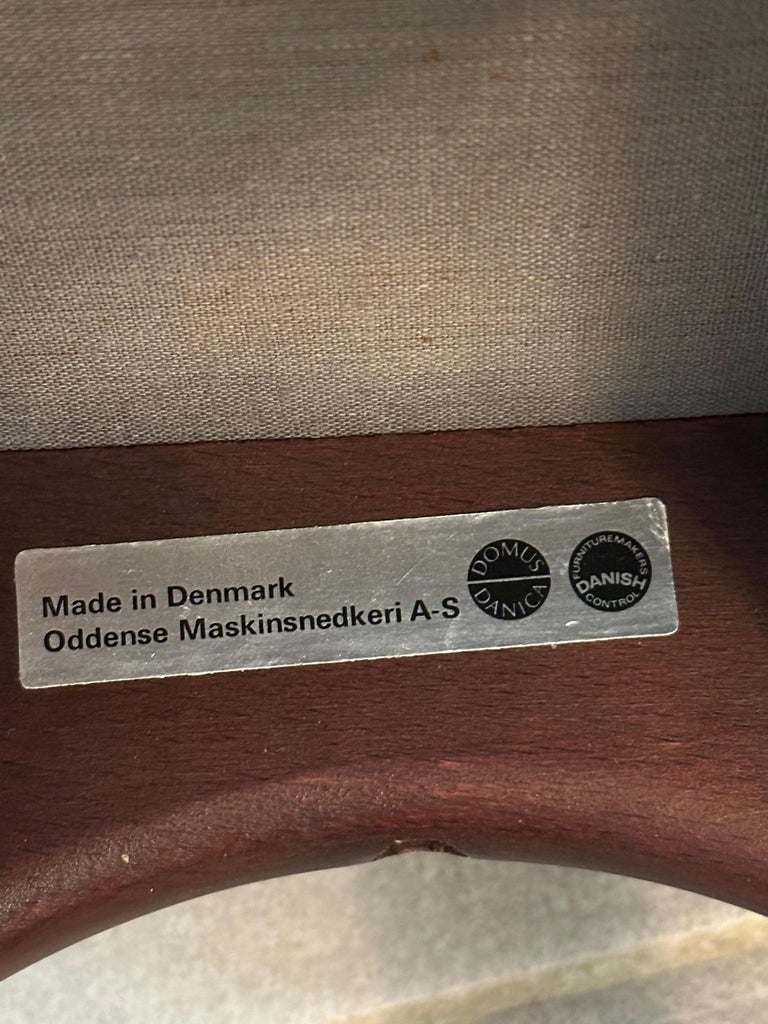 Made in Denmark
Oddense Maskinsnedkeri A-S
DOMUS
DANICA
FURNITUREMAKERS
DANISH
CONTROL